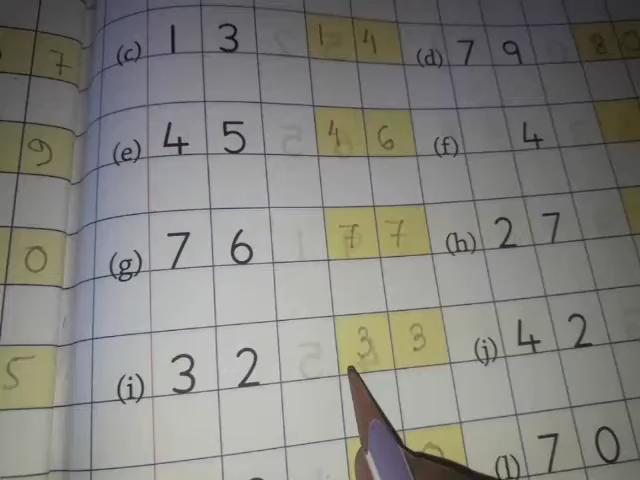 7 (c) 1 3 1 4 (d) 7 9 8
9 (e) 4 5 4 6 (f) 4
0 (g) 7 6 7 7 (h) 2 7
5 (i) 3 2 3 3 (j) 4 2
(l) 7 0